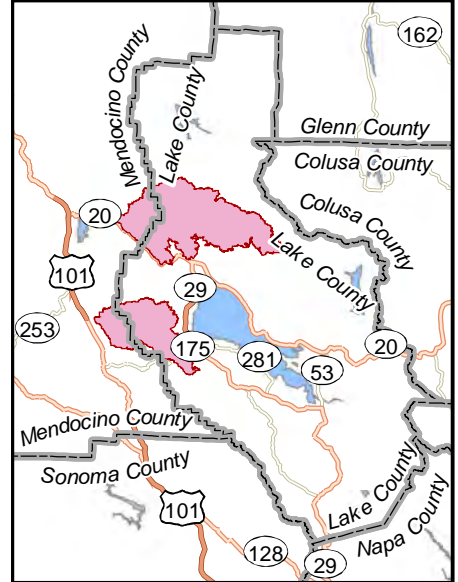 162
Mendocino County
Lake County
Glenn County
Colusa County
20
Colusa County
Lake County
101
29
253
175
281
53
20
Mendocino County
Sonoma County
Lake County
Napa County
101
128
29